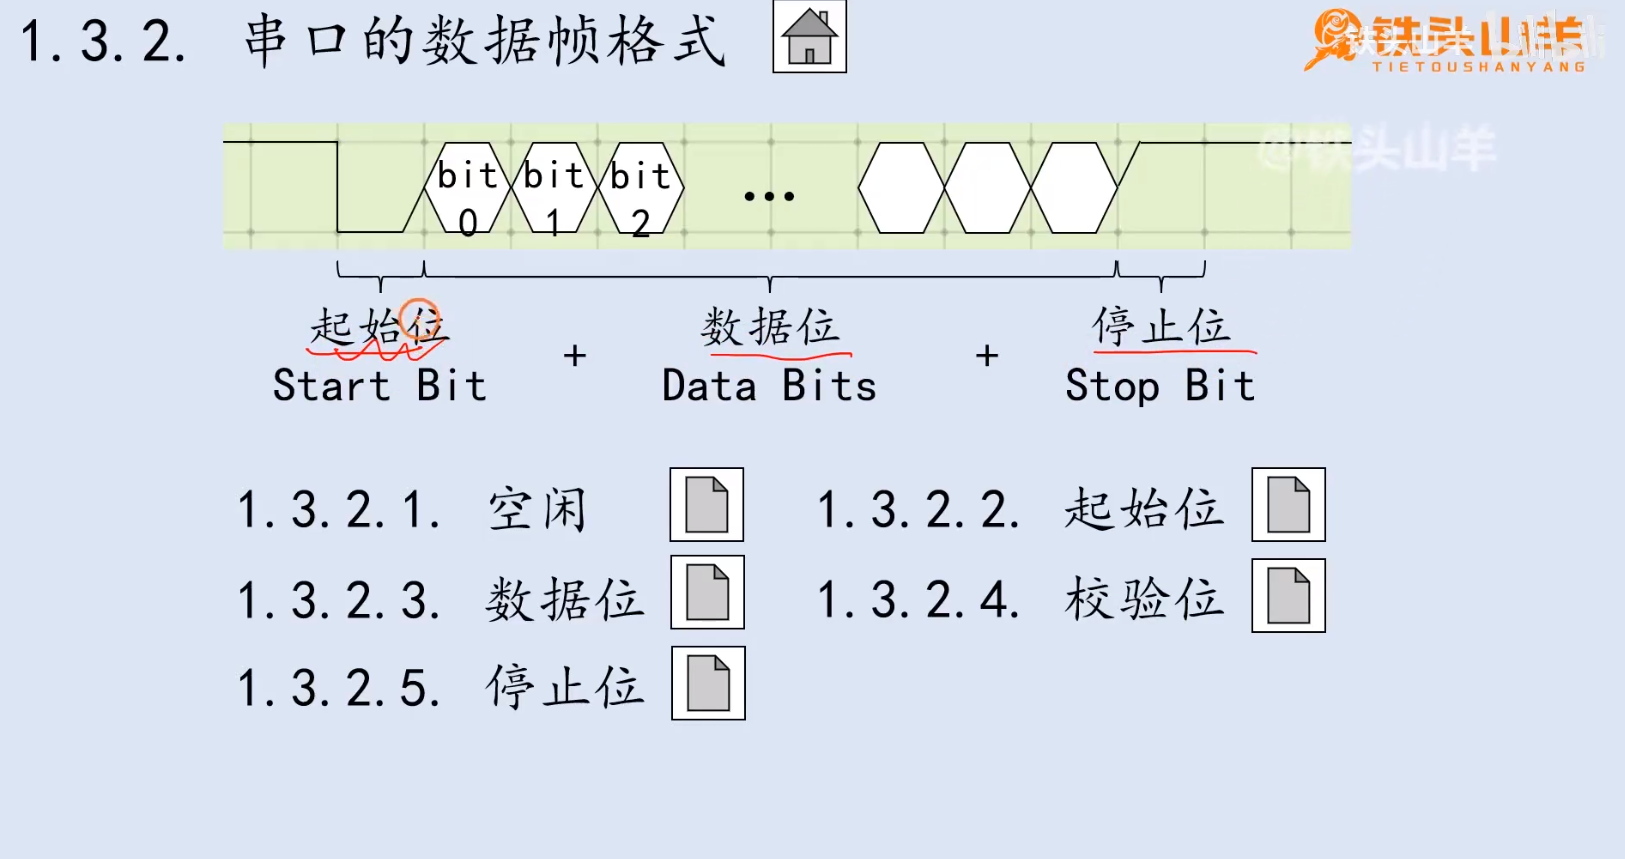 1.3.2. 串口的数据帧格式
铁头山羊
TIETOUSHANYANG
@铁头山羊
bit 0 bit 1 bit 2 ...
起始位 数据位 停止位
+ +
Start Bit Data Bits Stop Bit
1.3.2.1. 空闲 1.3.2.2. 起始位
1.3.2.3. 数据位 1.3.2.4. 校验位
1.3.2.5. 停止位